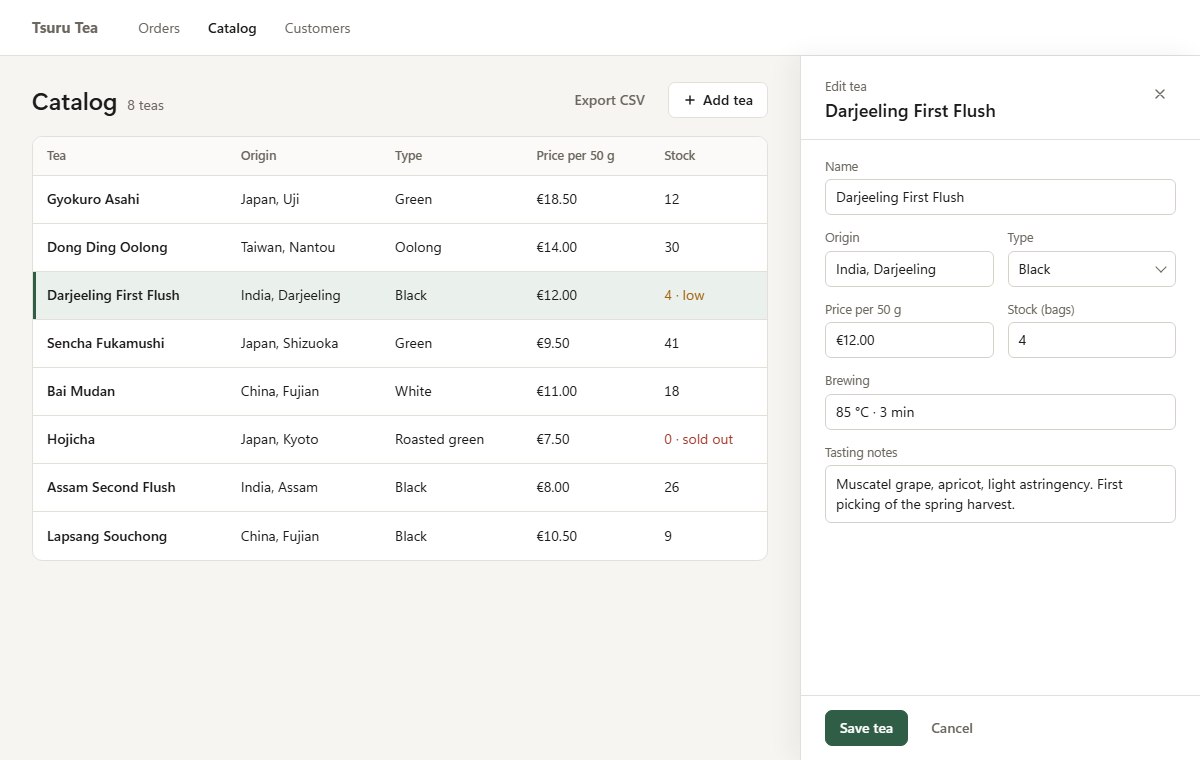 Tsuru Tea Orders Catalog Customers
Catalog 8 teas Export CSV + Add tea
Tea Origin Type Price per 50 g Stock
Gyokuro Asahi Japan, Uji Green €18.50 12
Dong Ding Oolong Taiwan, Nantou Oolong €14.00 30
Darjeeling First Flush India, Darjeeling Black €12.00 4 · low
Sencha Fukamushi Japan, Shizuoka Green €9.50 41
Bai Mudan China, Fujian White €11.00 18
Hojicha Japan, Kyoto Roasted green €7.50 0 · sold out
Assam Second Flush India, Assam Black €8.00 26
Lapsang Souchong China, Fujian Black €10.50 9
Edit tea
Darjeeling First Flush
Name
Darjeeling First Flush
Origin Type
India, Darjeeling Black
Price per 50 g Stock (bags)
€12.00 4
Brewing
85 °C · 3 min
Tasting notes
Muscatel grape, apricot, light astringency. First
picking of the spring harvest.
Save tea Cancel